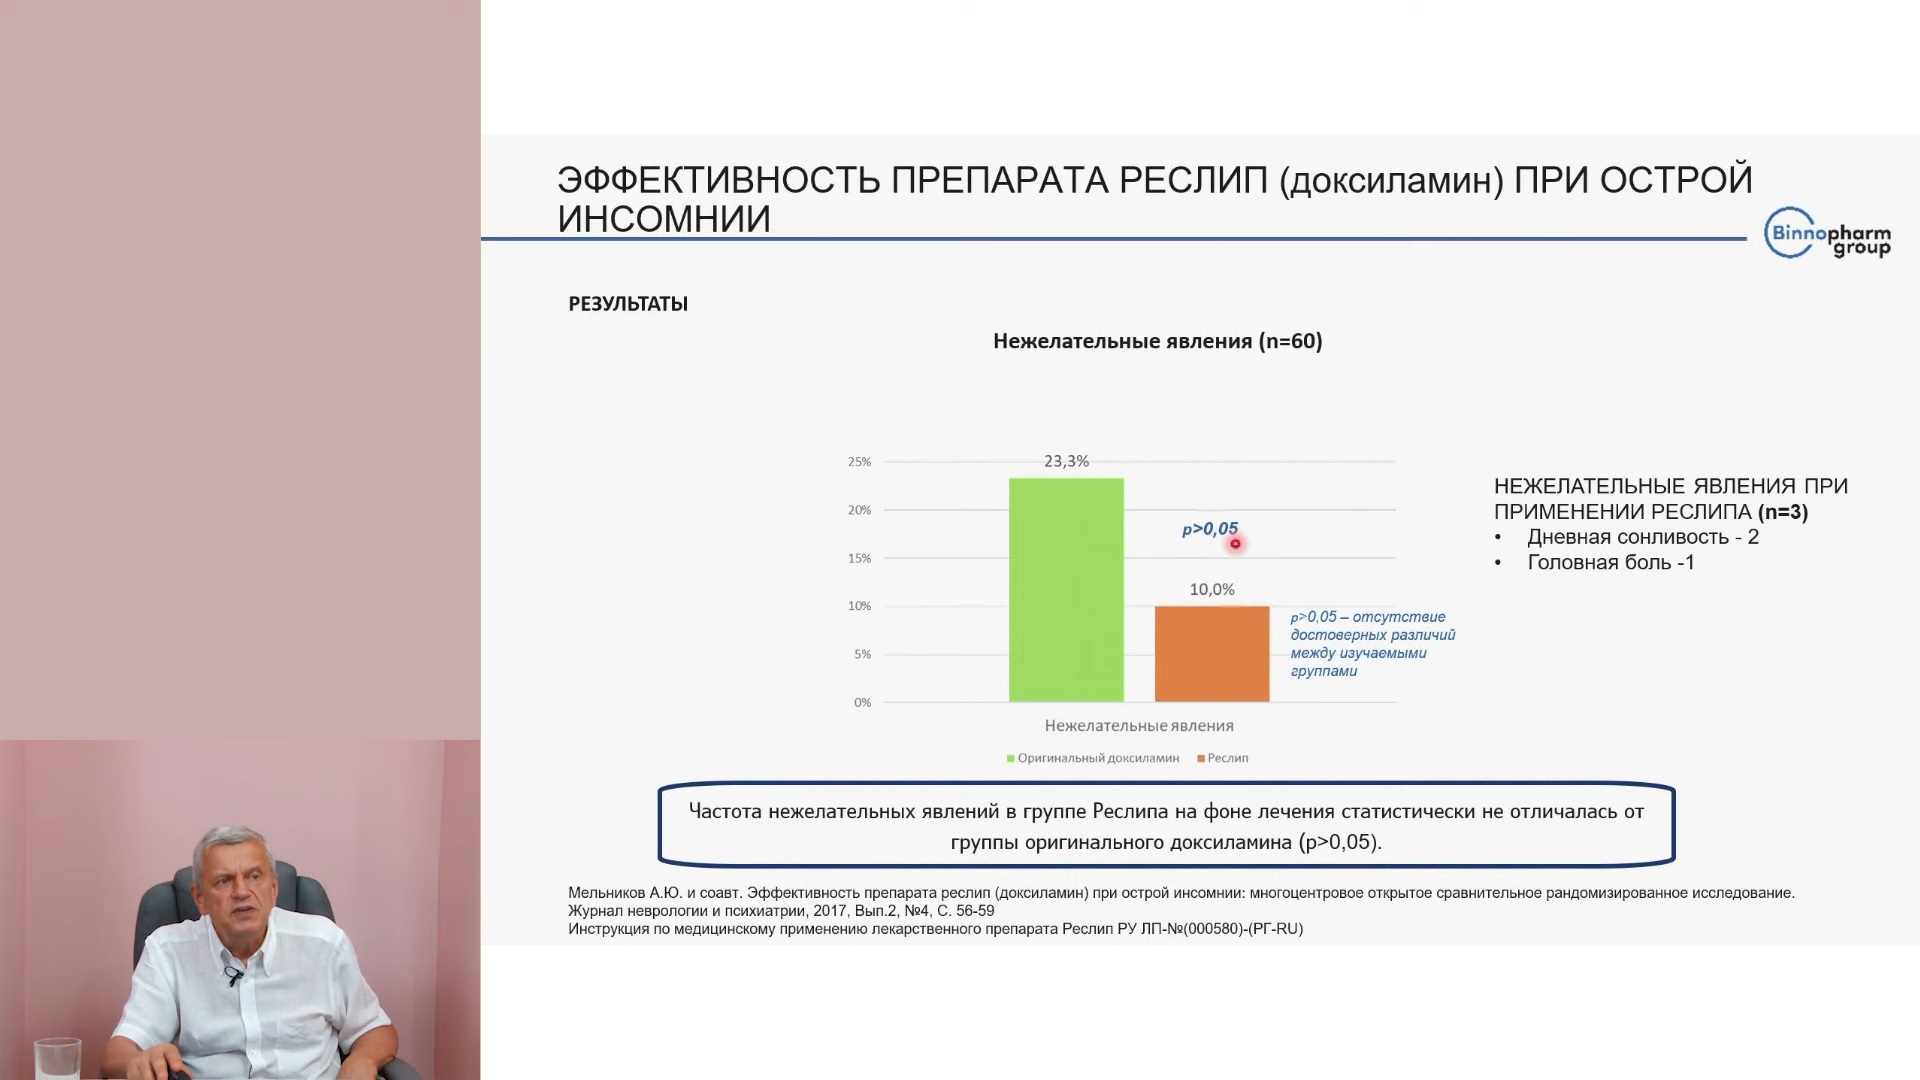 ЭФФЕКТИВНОСТЬ ПРЕПАРАТА РЕСЛИП (доксиламин) ПРИ ОСТРОЙ
ИНСОМНИИ
Binnopharm
group
РЕЗУЛЬТАТЫ
Нежелательные явления (n=60)
25%
20%
15%
10%
5%
0%
23,3%
p>0,05
10,0%
p>0,05 – отсутствие
достоверных различий
между изучаемыми
группами
Нежелательные явления
Оригинальный доксиламин
Реслип
НЕЖЕЛАТЕЛЬНЫЕ ЯВЛЕНИЯ ПРИ
ПРИМЕНЕНИИ РЕСЛИПА (n=3)
• Дневная сонливость - 2
• Головная боль -1
Частота нежелательных явлений в группе Реслипа на фоне лечения статистически не отличалась от
группы оригинального доксиламина (p>0,05).
Мельников А.Ю. и соавт. Эффективность препарата реслип (доксиламин) при острой инсомнии: многоцентровое открытое сравнительное рандомизированное исследование.
Журнал неврологии и психиатрии, 2017, Вып.2, №4, С. 56-59
Инструкция по медицинскому применению лекарственного препарата Реслип РУ ЛП-№(000580)-(РГ-RU)